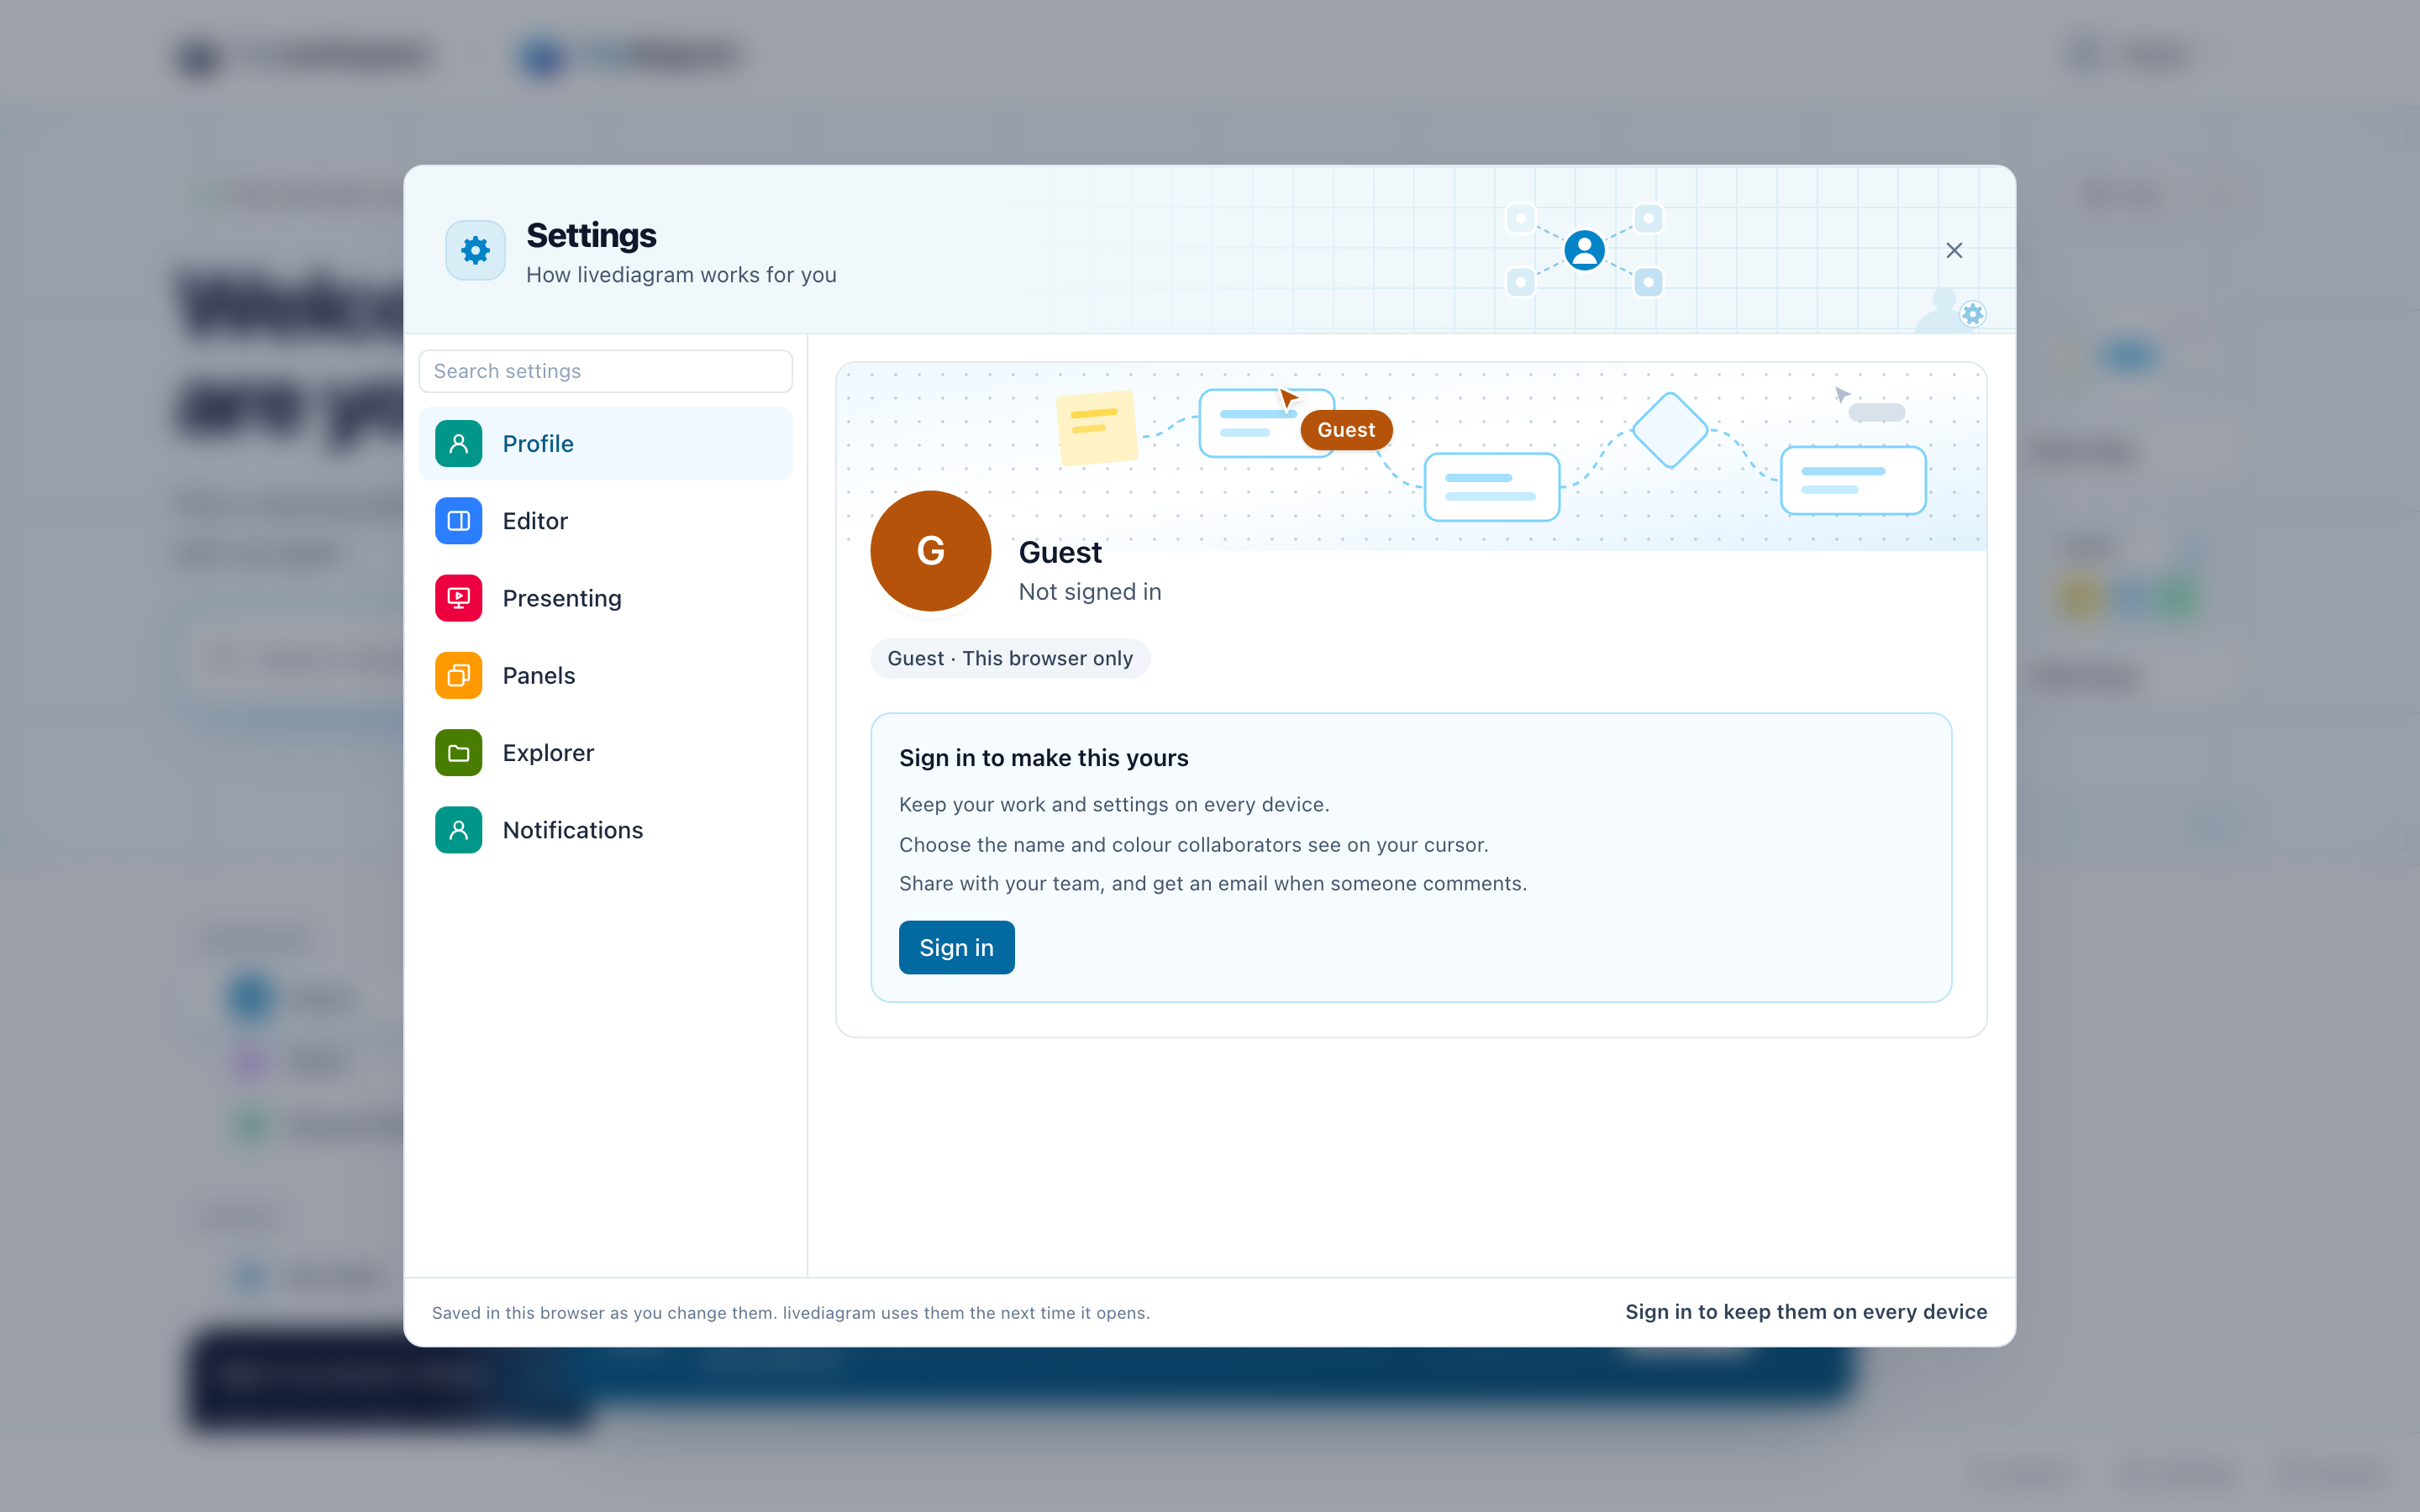 Settings
How livediagram works for you
Search settings
Profile
Editor
Presenting
Panels
Explorer
Notifications
Guest
G
Guest
Not signed in
Guest · This browser only
Sign in to make this yours
Keep your work and settings on every device.
Choose the name and colour collaborators see on your cursor.
Share with your team, and get an email when someone comments.
Sign in
Saved in this browser as you change them. livediagram uses them the next time it opens.
Sign in to keep them on every device